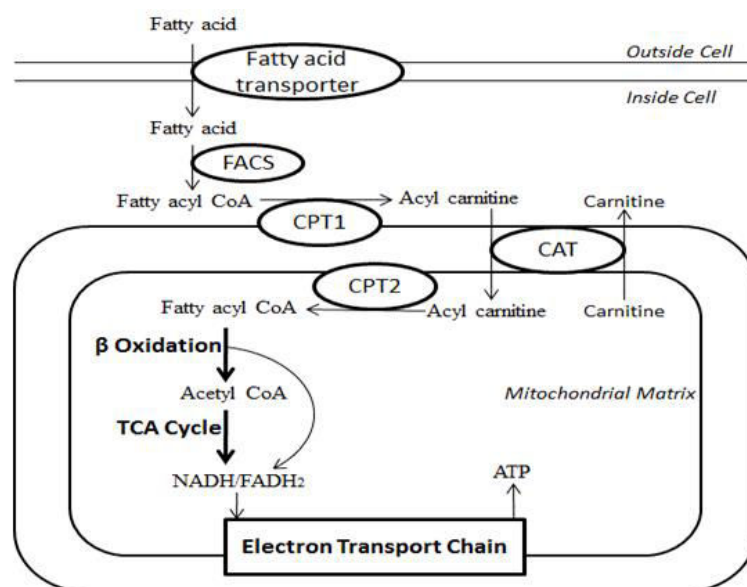 Fatty acid
Fatty acid
transporter
Outside Cell
Inside Cell
Fatty acid
FACS
Fatty acyl CoA
Acyl carnitine
Carnitine
CPT1
CAT
CPT2
Fatty acyl CoA
Acyl carnitine
Carnitine
β Oxidation
Acetyl CoA
Mitochondrial Matrix
TCA Cycle
NADH/FADH₂
ATP
Electron Transport Chain